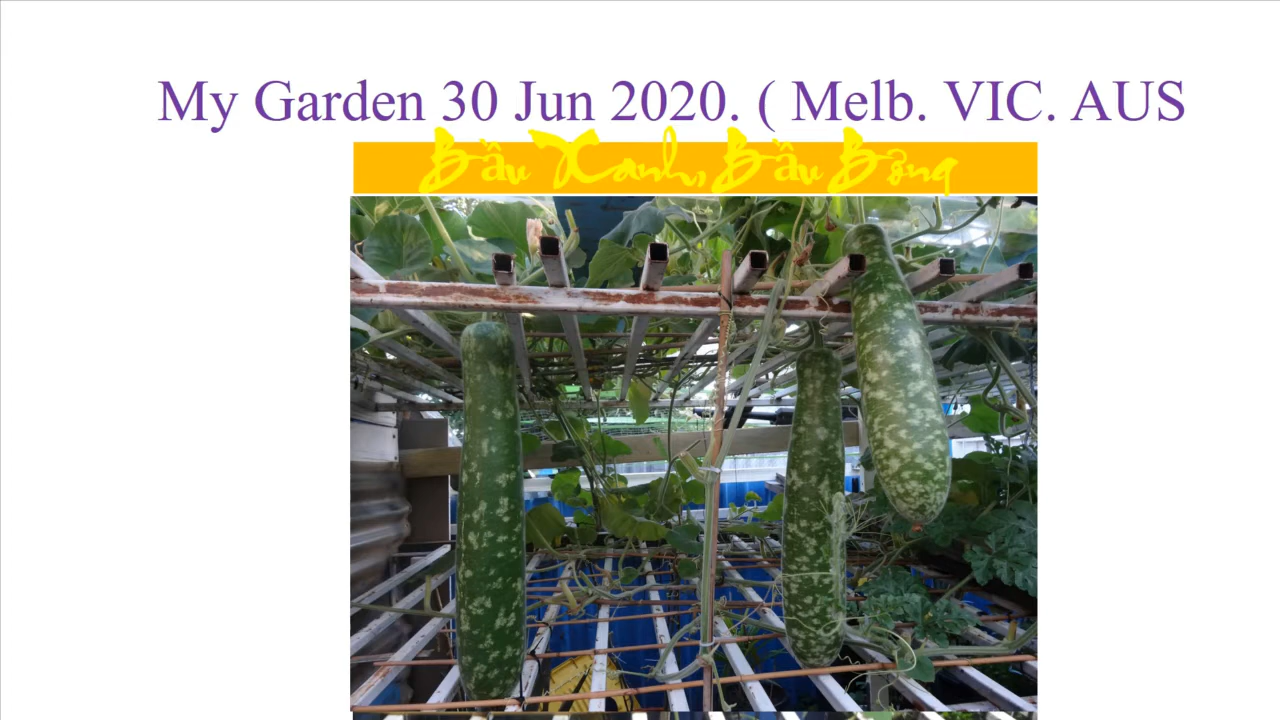 My Garden 30 Jun 2020. ( Melb. VIC. AUS
Bầu Xanh, Bầu Bông